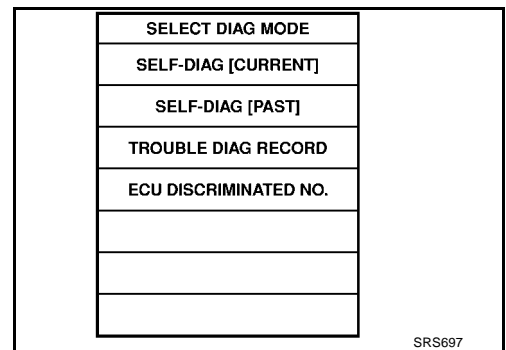 SELECT DIAG MODE
SELF-DIAG [CURRENT]
SELF-DIAG [PAST]
TROUBLE DIAG RECORD
ECU DISCRIMINATED NO.
SRS697